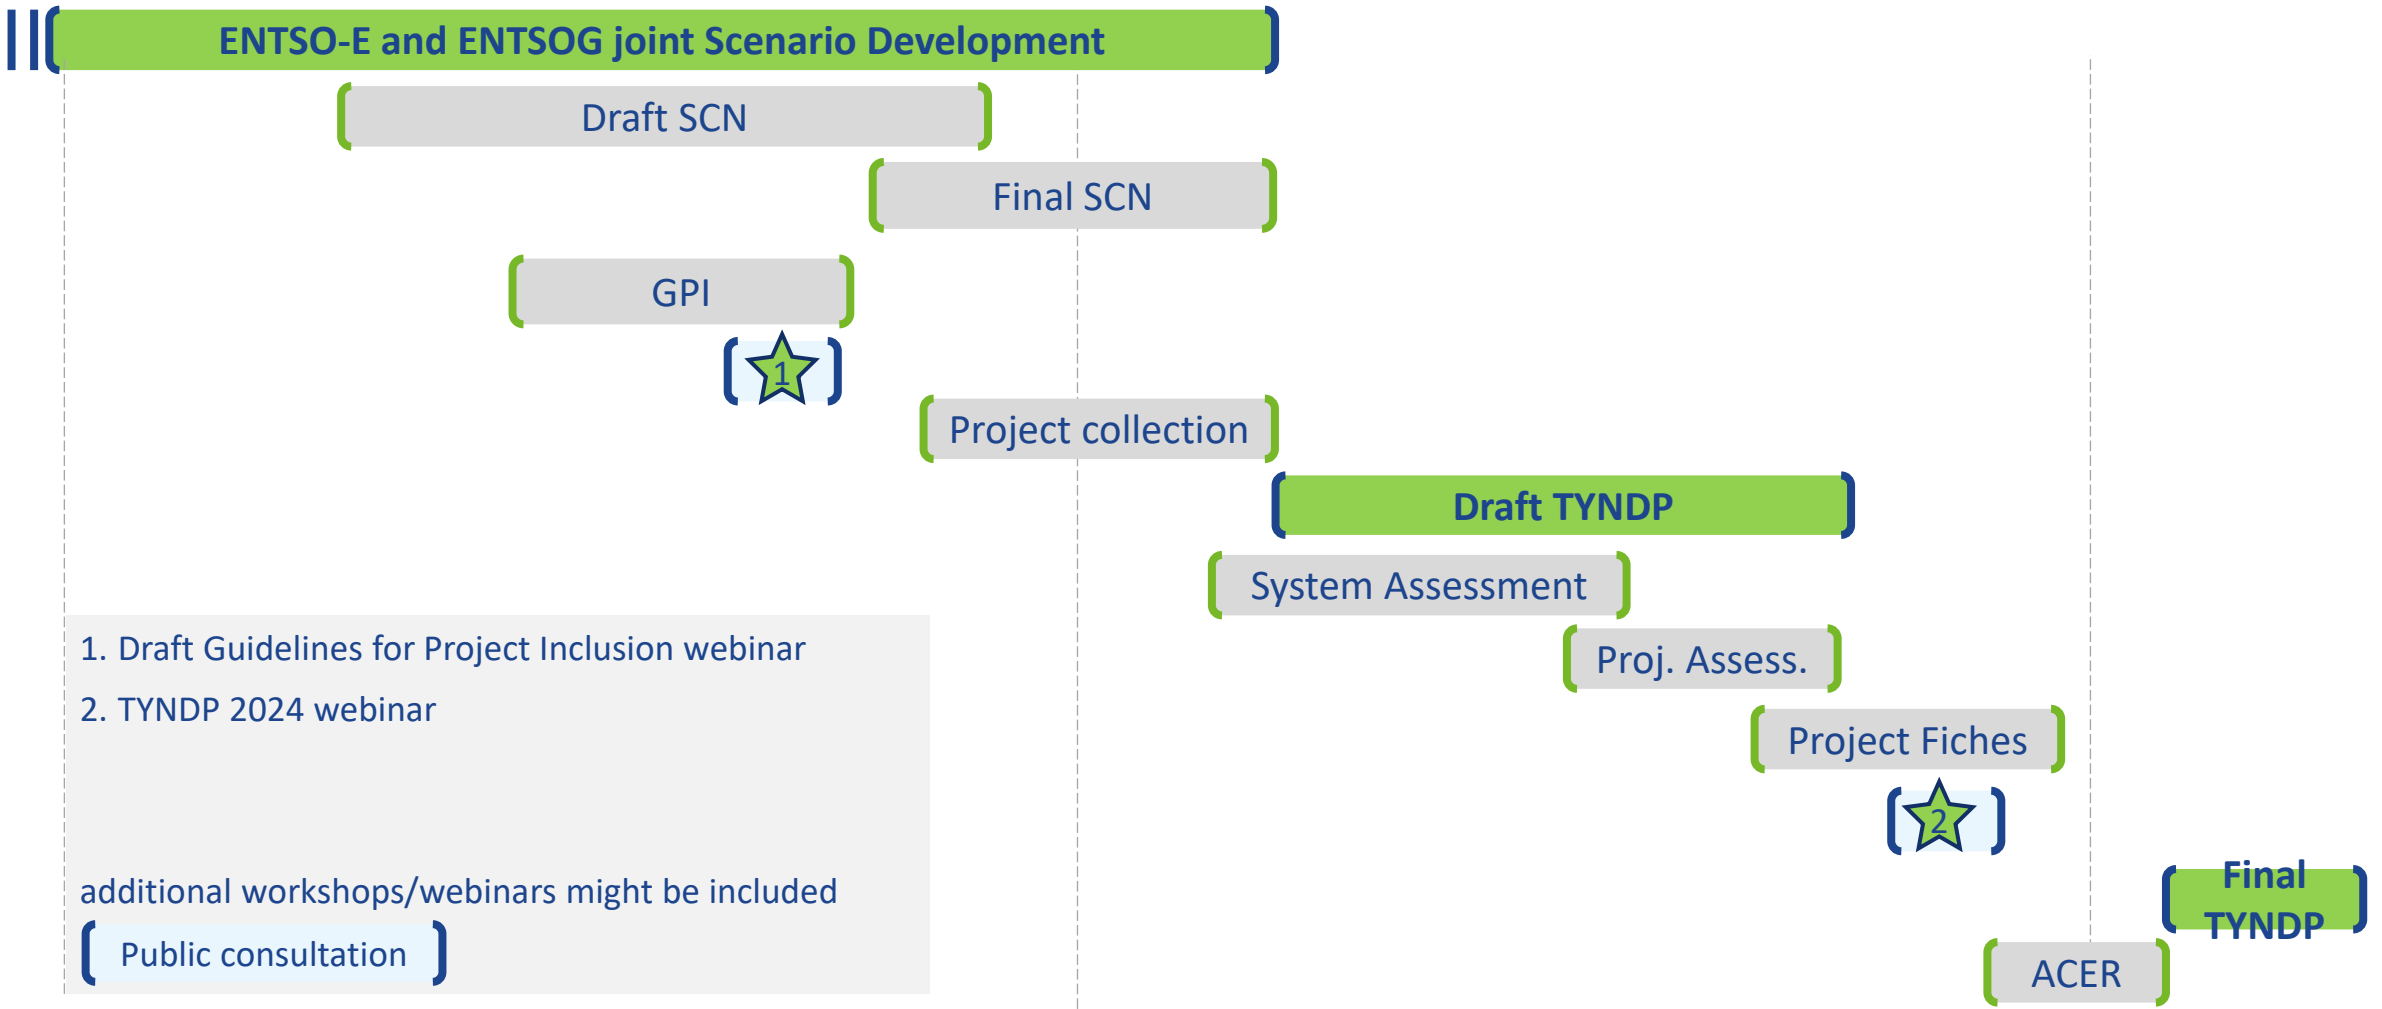 ENTSO-E and ENTSOG joint Scenario Development
Draft SCN
Final SCN
GPI
1
Project collection
Draft TYNDP
System Assessment
Proj. Assess.
Project Fiches
2
Final
TYNDP
ACER
1. Draft Guidelines for Project Inclusion webinar
2. TYNDP 2024 webinar
additional workshops/webinars might be included
Public consultation